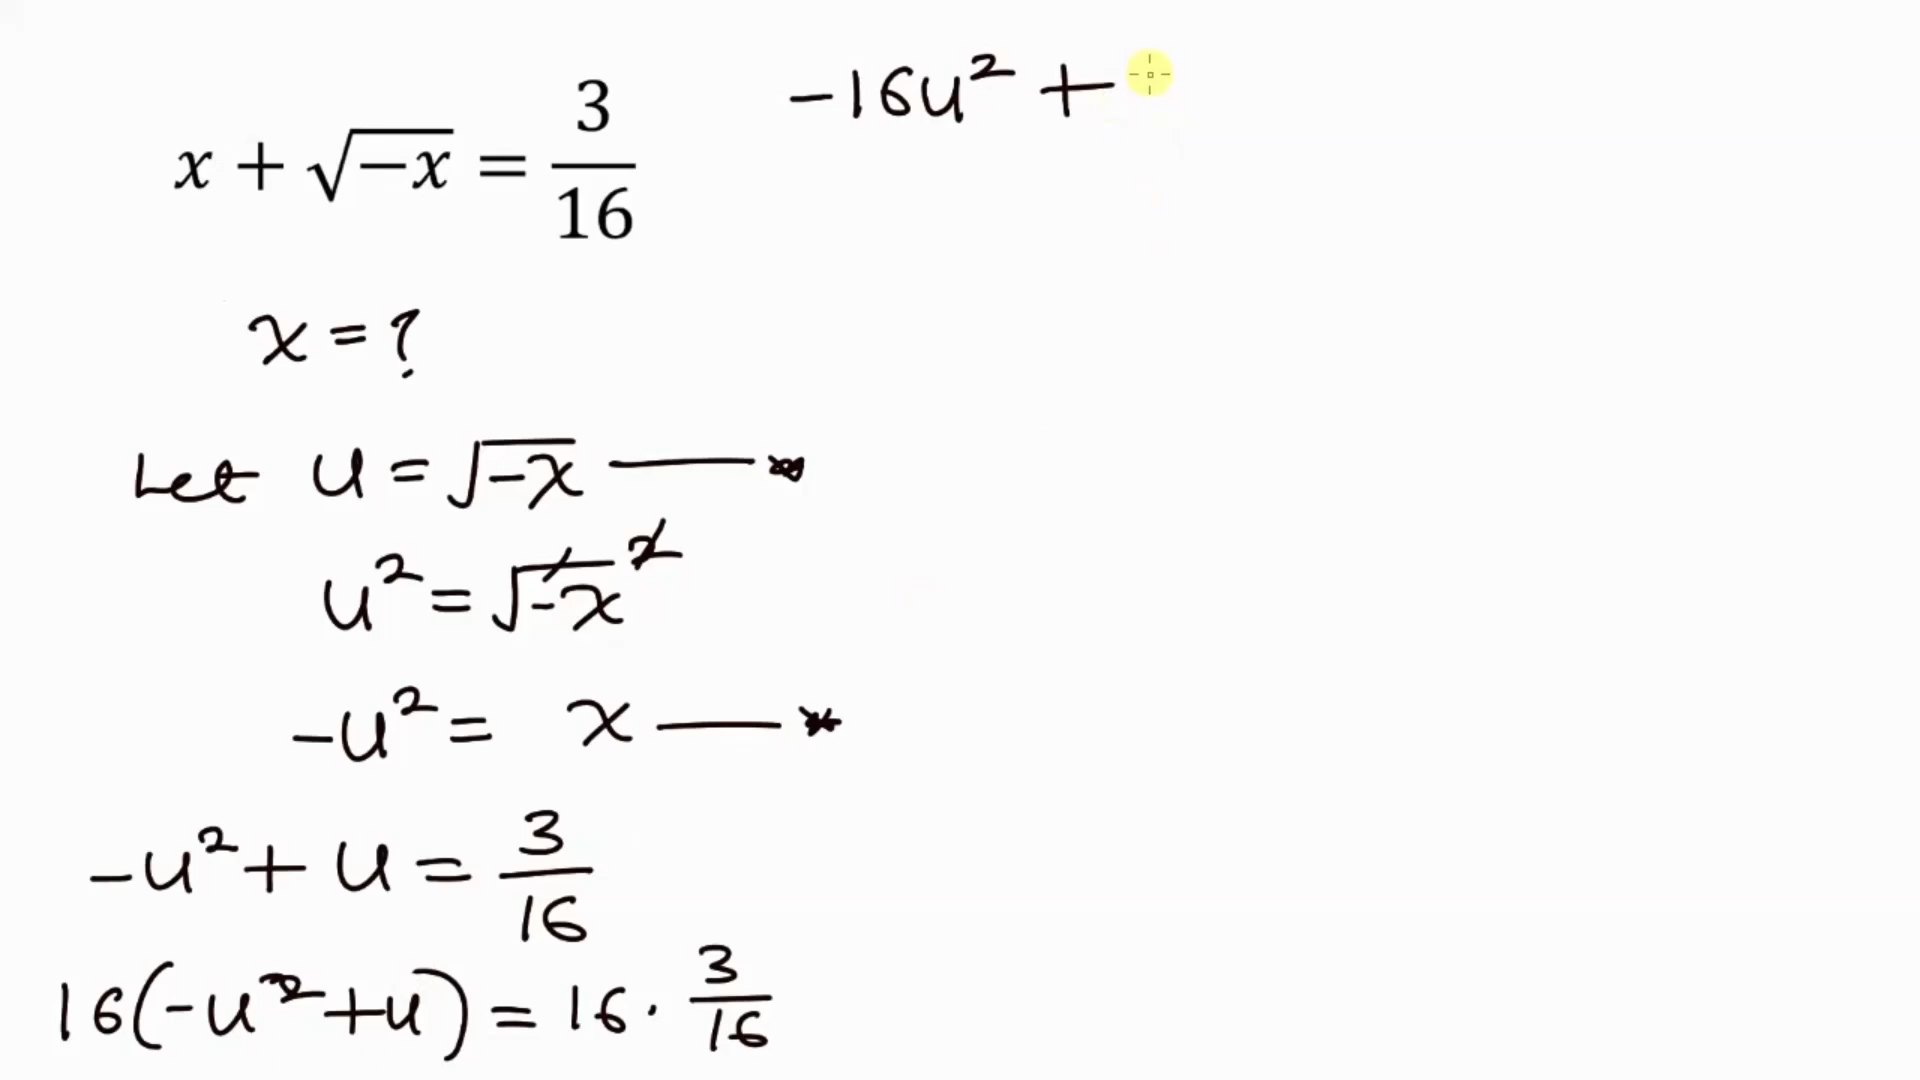 x + √-x = 3/16
x = ?
Let u = √-x —— *
u² = √-x²
-u² = x —— *
-u² + u = 3/16
16(-u² + u) = 16 · 3/16
-16u² +